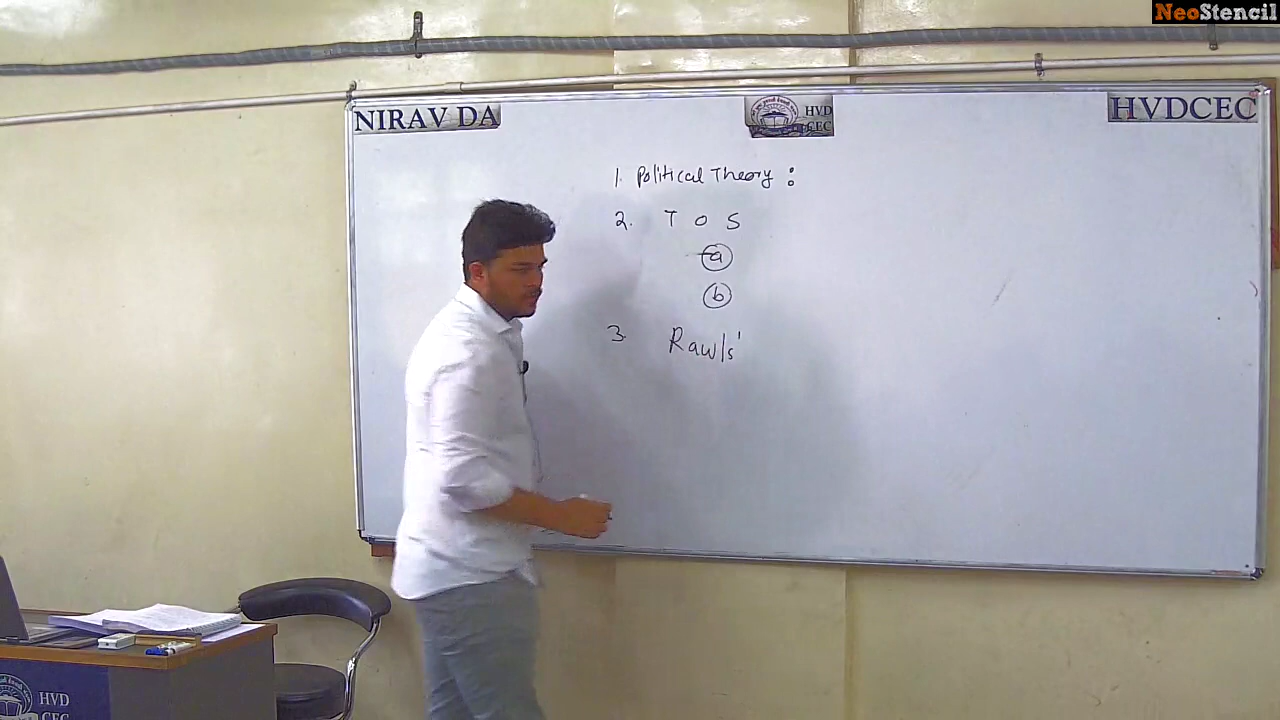 NeoStencil
NIRAV DA
HVD
CEC
HVDCEC
1. Political Theory :
2. T O S
a
b
3. Rawls'
HVD
CEC